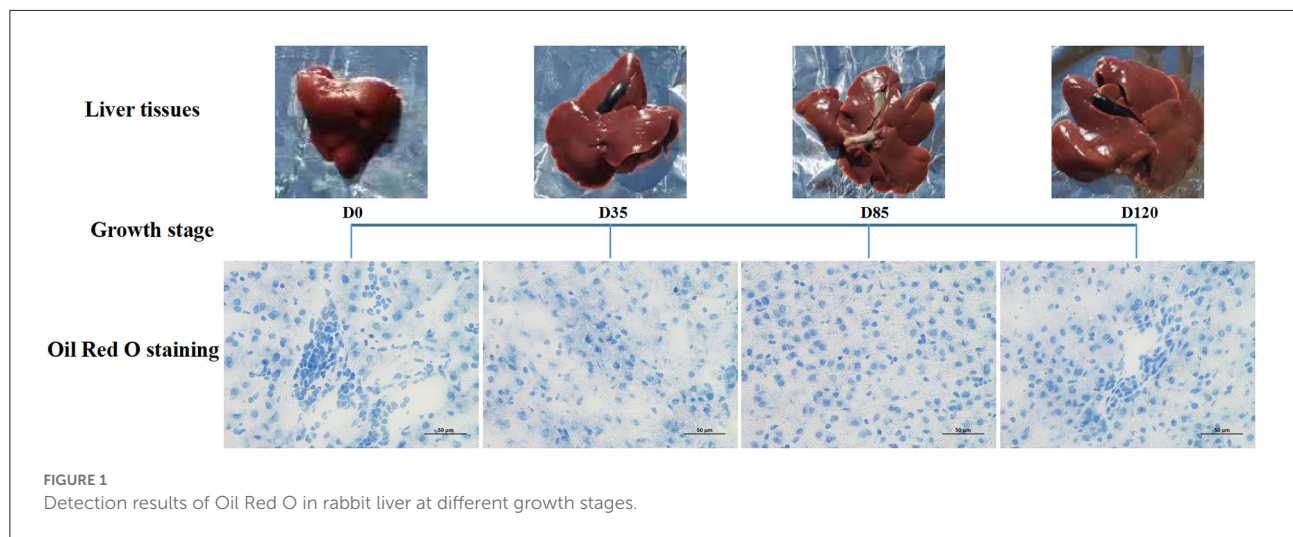 Liver tissues
D0 D35 D85 D120
Growth stage
Oil Red O staining
50 µm 50 µm 50 µm 50 µm
FIGURE 1
Detection results of Oil Red O in rabbit liver at different growth stages.